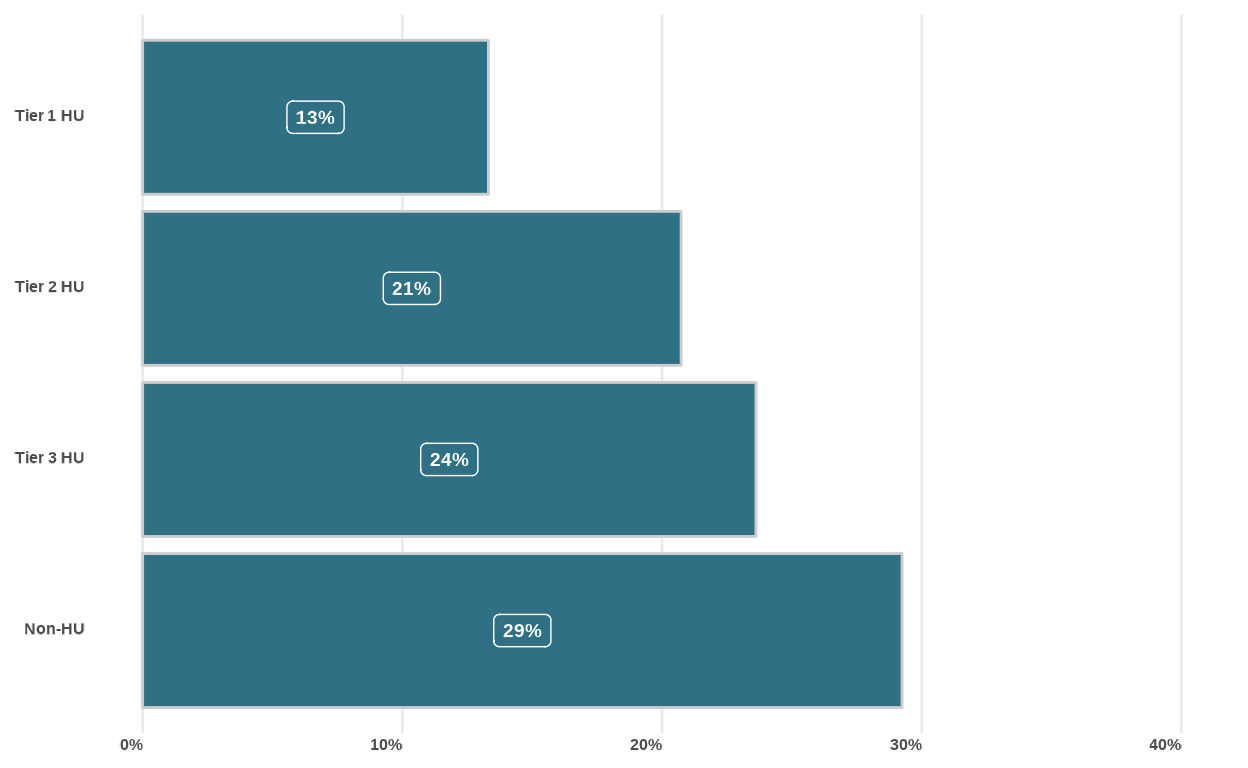 Tier 1 HU
13%
Tier 2 HU
21%
Tier 3 HU
24%
Non-HU
29%
0% 10% 20% 30% 40%